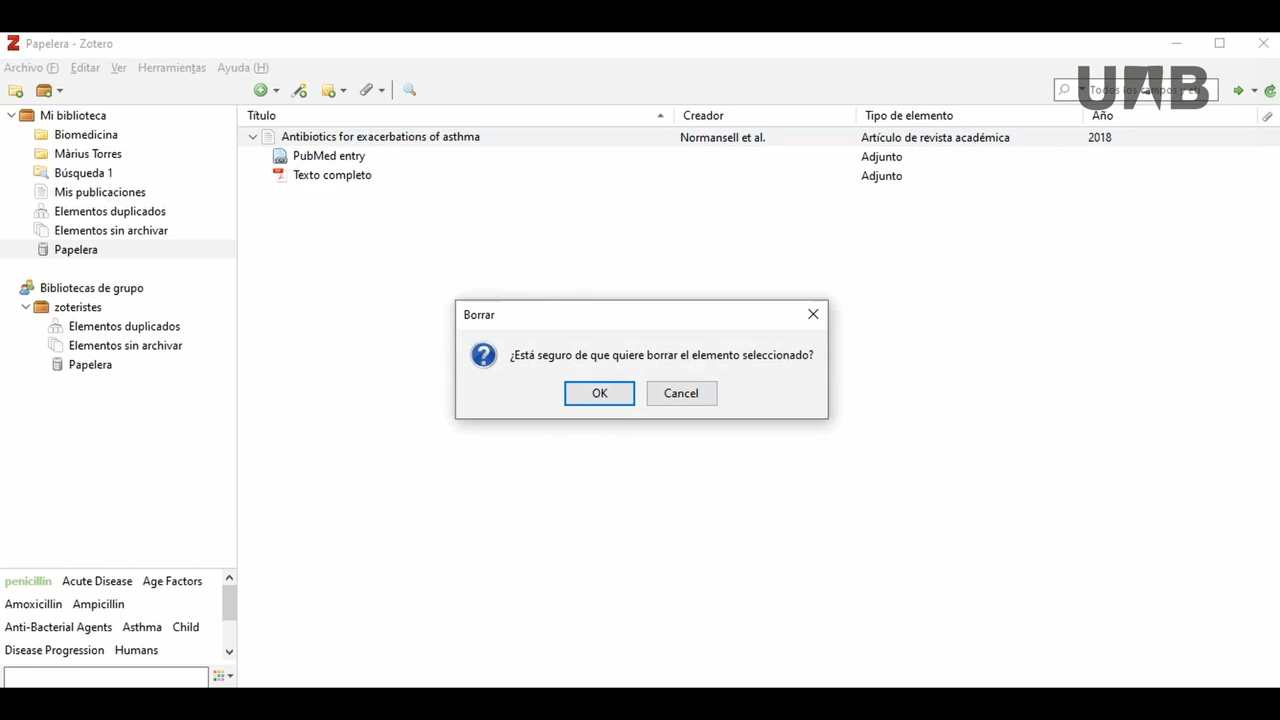 Papelera - Zotero
Archivo (F) Editar Ver Herramientas Ayuda (H)
UAB
Todos los campos y eti
Mi biblioteca
Biomedicina
Màrius Torres
Búsqueda 1
Mis publicaciones
Elementos duplicados
Elementos sin archivar
Papelera
Bibliotecas de grupo
zoteristes
Elementos duplicados
Elementos sin archivar
Papelera
Título Creador Tipo de elemento Año
Antibiotics for exacerbations of asthma Normansell et al. Artículo de revista académica 2018
PubMed entry Adjunto
Texto completo Adjunto
Borrar
¿Está seguro de que quiere borrar el elemento seleccionado?
OK Cancel
penicillin Acute Disease Age Factors
Amoxicillin Ampicillin
Anti-Bacterial Agents Asthma Child
Disease Progression Humans